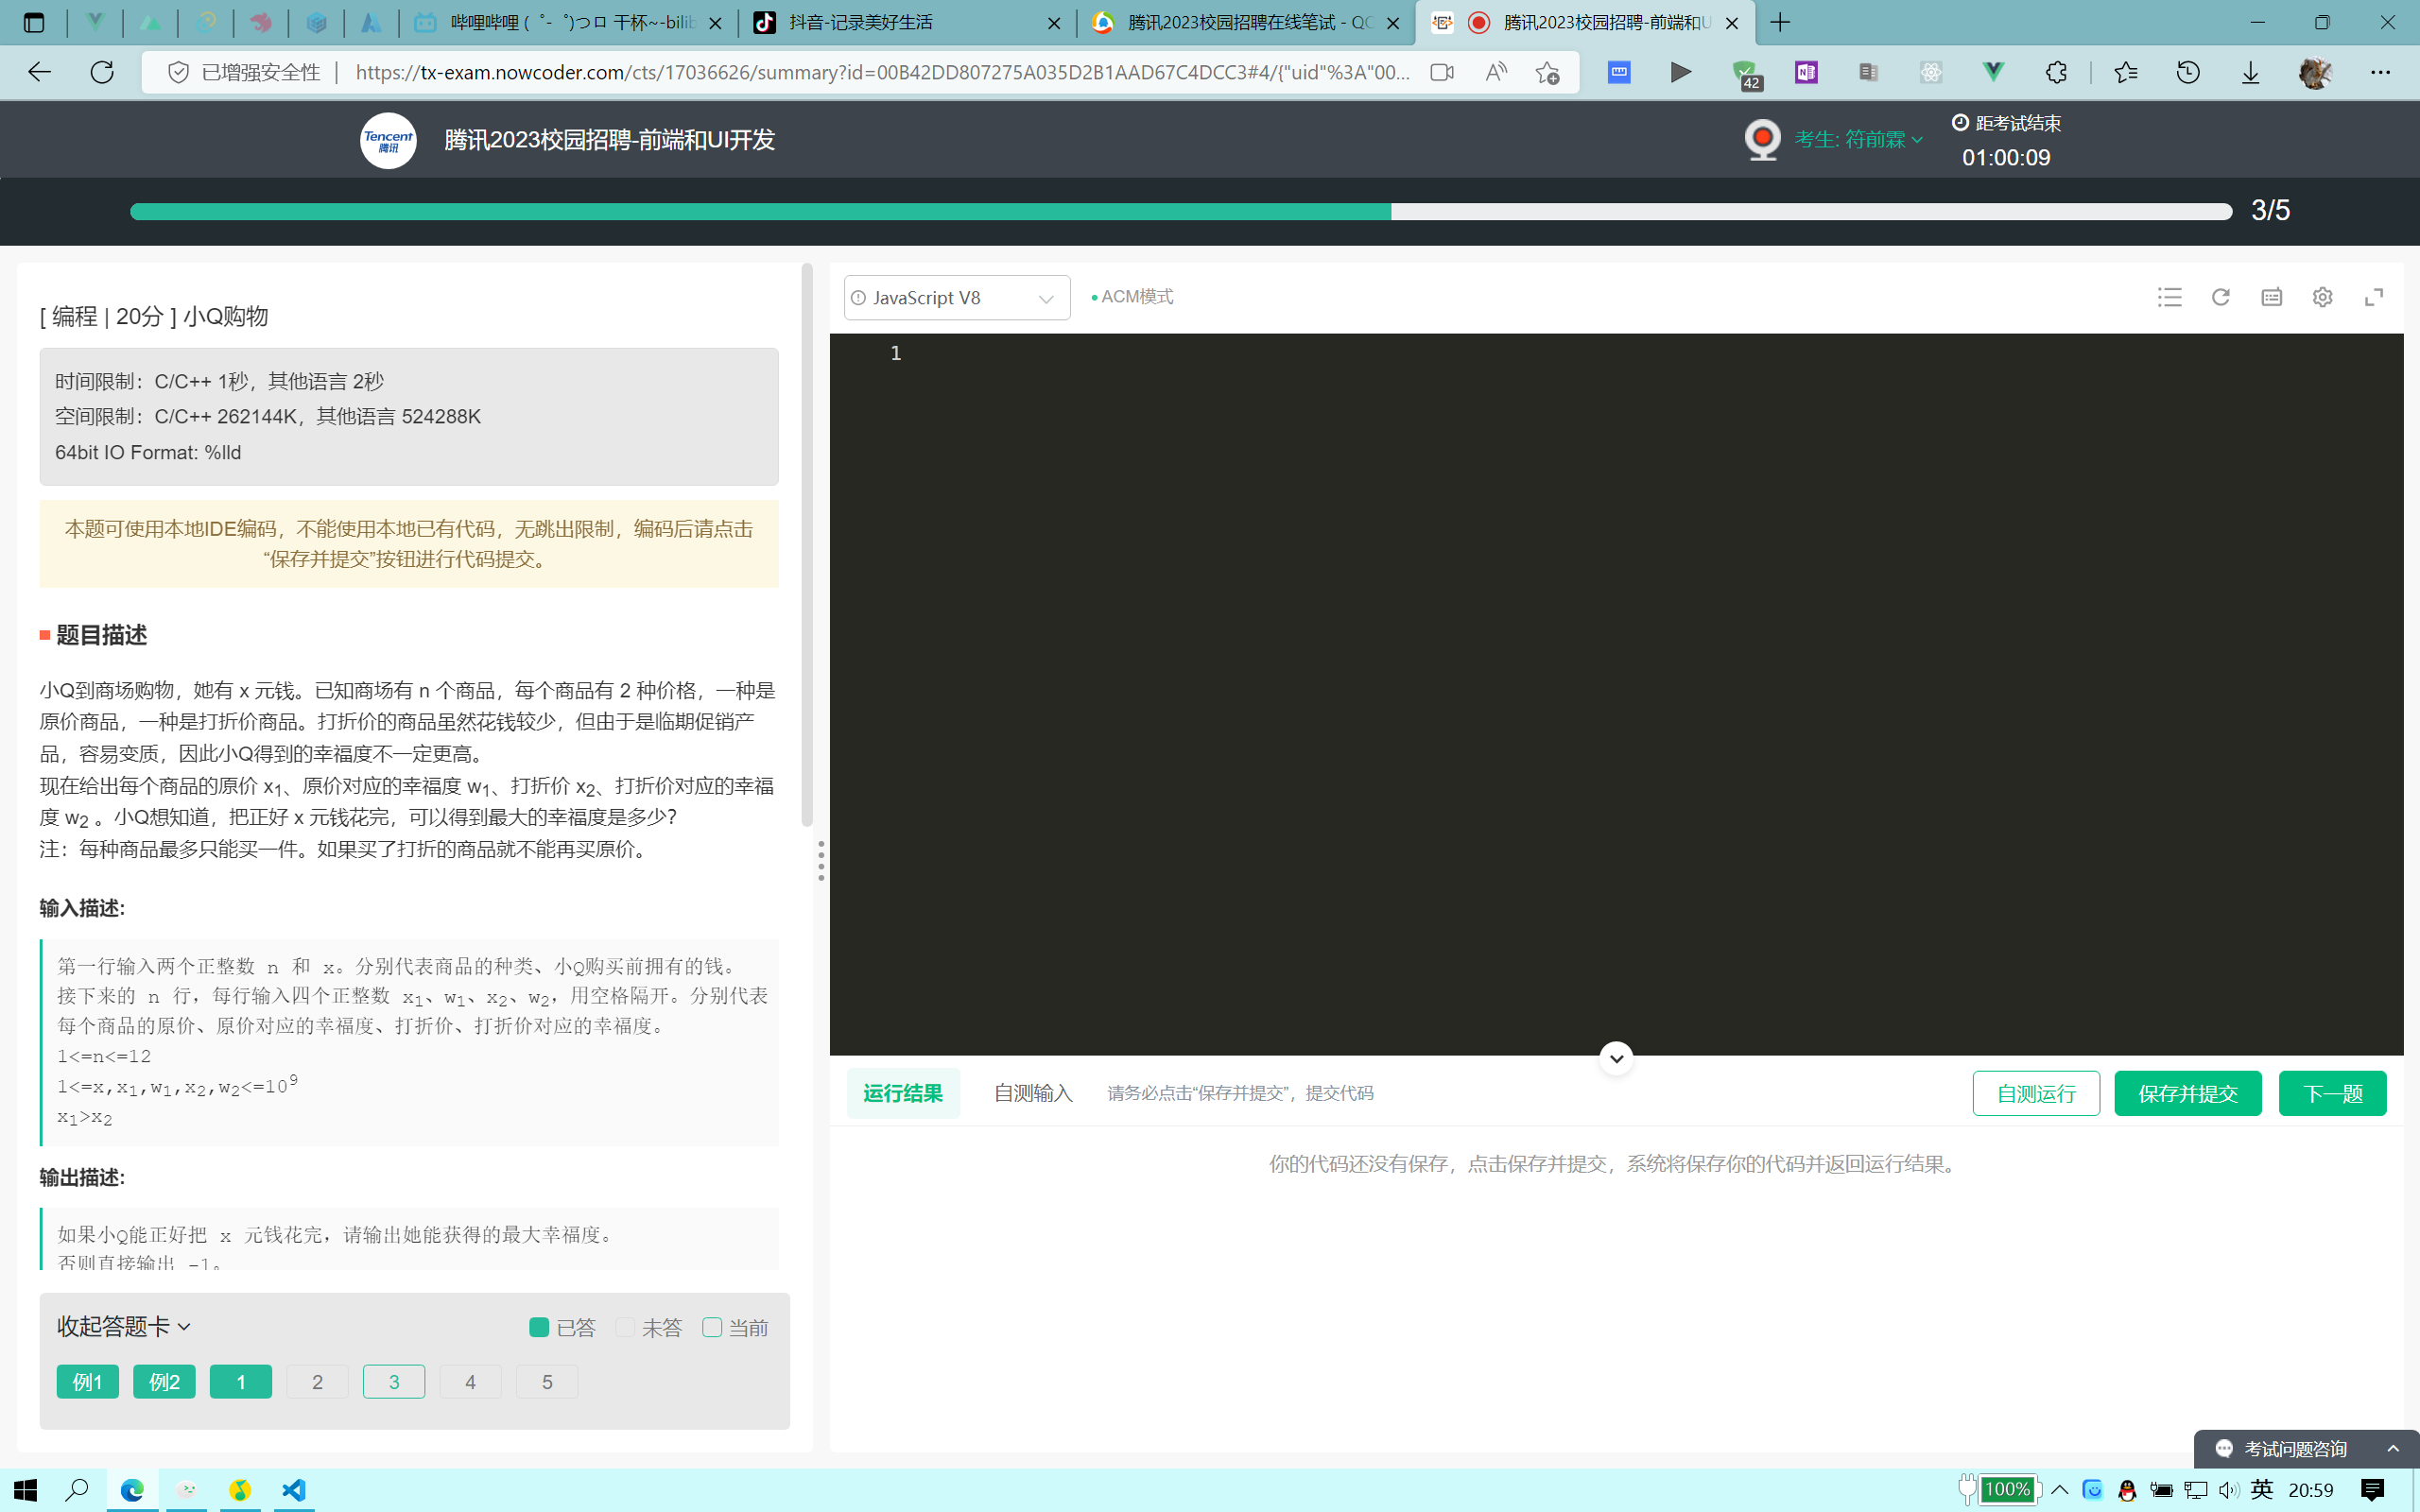 哔哩哔哩 (゜-゜)つロ 干杯~-bilib
抖音-记录美好生活
腾讯2023校园招聘在线笔试 - QC
腾讯2023校园招聘-前端和U
已增强安全性
https://tx-exam.nowcoder.com/cts/17036626/summary?id=00B42DD807275A035D2B1AAD67C4DCC3#4/{"uid"%3A"00...
42
Tencent
腾讯
腾讯2023校园招聘-前端和UI开发
考生: 符前霖
距考试结束
01:00:09
3/5
[ 编程 | 20分 ] 小Q购物
时间限制：C/C++ 1秒，其他语言 2秒
空间限制：C/C++ 262144K，其他语言 524288K
64bit IO Format: %lld
本题可使用本地IDE编码，不能使用本地已有代码，无跳出限制，编码后请点击
“保存并提交”按钮进行代码提交。
题目描述
小Q到商场购物，她有 x 元钱。已知商场有 n 个商品，每个商品有 2 种价格，一种是
原价商品，一种是打折价商品。打折价的商品虽然花钱较少，但由于是临期促销产
品，容易变质，因此小Q得到的幸福度不一定更高。
现在给出每个商品的原价 x1、原价对应的幸福度 w1、打折价 x2、打折价对应的幸福
度 w2 。小Q想知道，把正好 x 元钱花完，可以得到最大的幸福度是多少？
注：每种商品最多只能买一件。如果买了打折的商品就不能再买原价。
输入描述:
第一行输入两个正整数 n 和 x。分别代表商品的种类、小Q购买前拥有的钱。
接下来的 n 行，每行输入四个正整数 x1、w1、x2、w2，用空格隔开。分别代表
每个商品的原价、原价对应的幸福度、打折价、打折价对应的幸福度。
1<=n<=12
1<=x,x1,w1,x2,w2<=10^9
x1>x2
输出描述:
如果小Q能正好把 x 元钱花完，请输出她能获得的最大幸福度。
否则直接输出 -1。
收起答题卡
已答 未答 当前
例1 例2 1 2 3 4 5
JavaScript V8
ACM模式
1
运行结果
自测输入
请务必点击“保存并提交”，提交代码
自测运行
保存并提交
下一题
你的代码还没有保存，点击保存并提交，系统将保存你的代码并返回运行结果。
考试问题咨询
100%
英
20:59